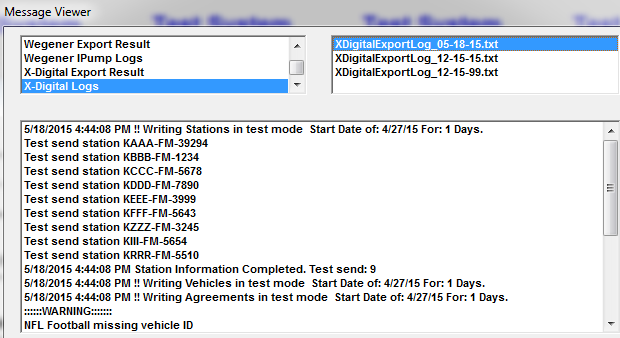 Message Viewer
Test System
Test System
Wegener Export Result
Wegener IPump Logs
X-Digital Export Result
X-Digital Logs
XDigitalExportLog_05-18-15.txt
XDigitalExportLog_12-15-15.txt
XDigitalExportLog_12-15-99.txt
5/18/2015 4:44:08 PM !! Writing Stations in test mode  Start Date of: 4/27/15 For: 1 Days.
Test send station KAAA-FM-39294
Test send station KBBB-FM-1234
Test send station KCCC-FM-5678
Test send station KDDD-FM-7890
Test send station KEEE-FM-3999
Test send station KFFF-FM-5643
Test send station KZZZ-FM-3245
Test send station KIII-FM-5654
Test send station KRRR-FM-5510
5/18/2015 4:44:08 PM Station Information Completed. Test send: 9
5/18/2015 4:44:08 PM !! Writing Vehicles in test mode  Start Date of: 4/27/15 For: 1 Days.
5/18/2015 4:44:08 PM !! Writing Agreements in test mode  Start Date of: 4/27/15 For: 1 Days.
::::::WARNING:::::::
NFL Football missing vehicle ID